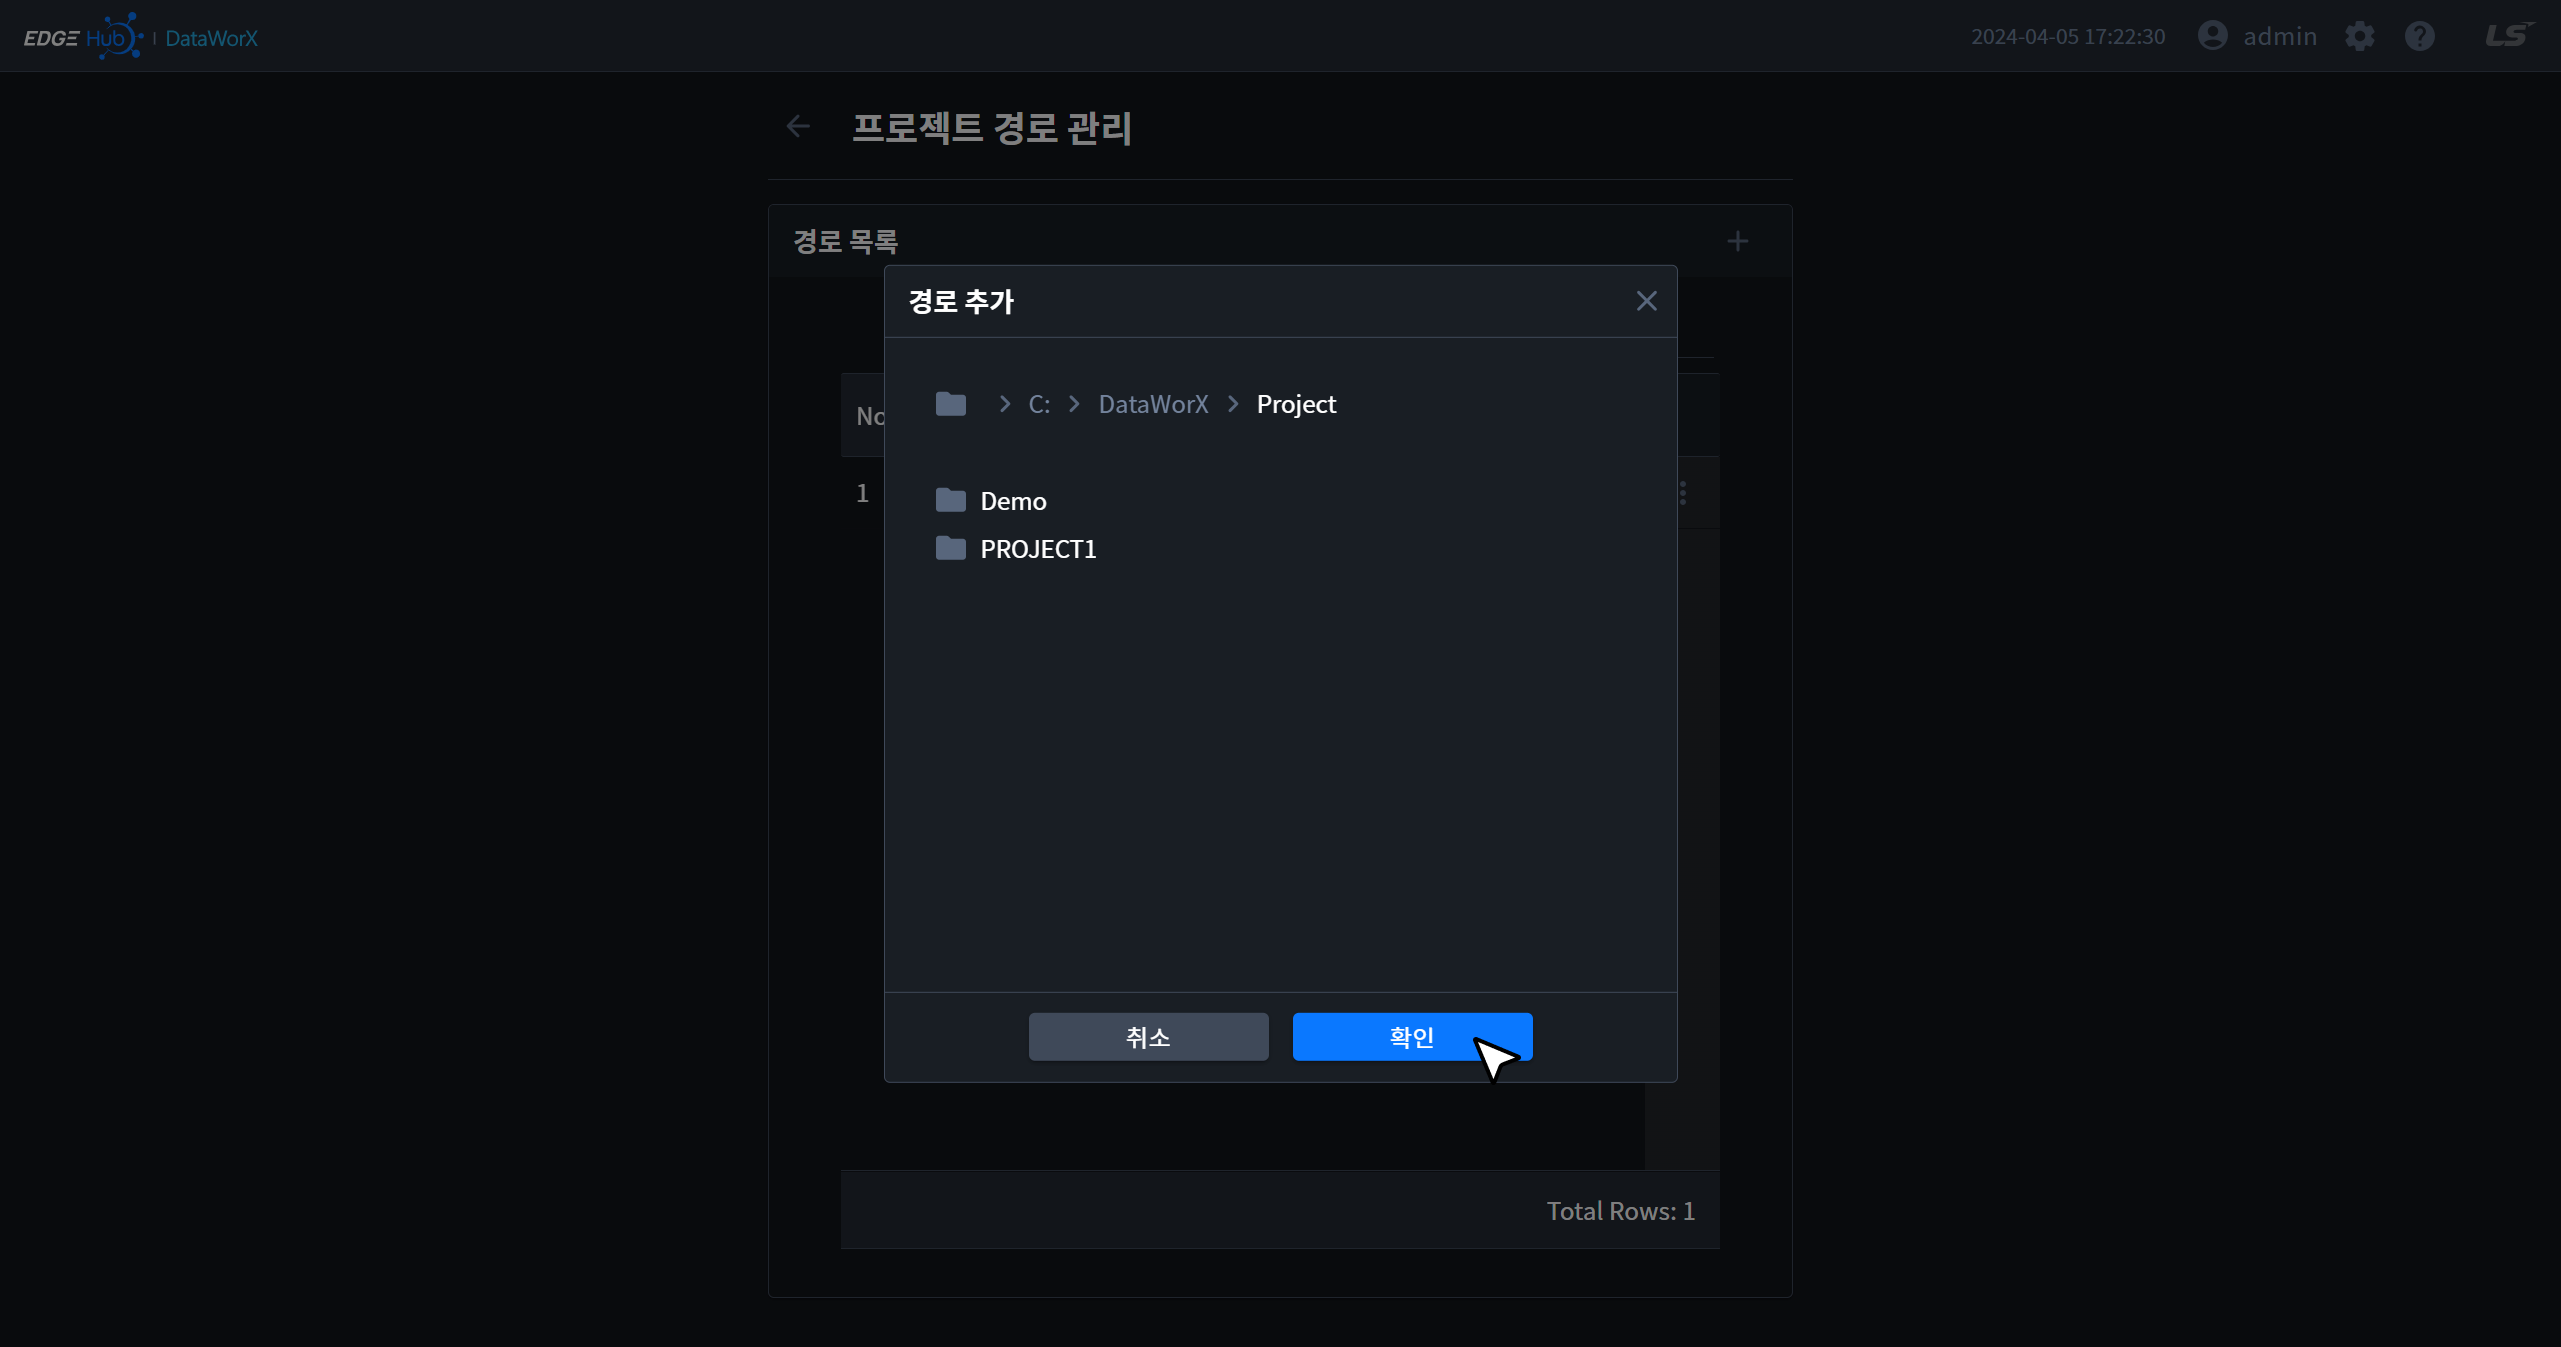 EDGE Hub | DataWorX
2024-04-05 17:22:30 admin LS
프로젝트 경로 관리
경로 목록
경로 추가
C: DataWorX Project
No
1
Demo
PROJECT1
취소 확인
Total Rows: 1